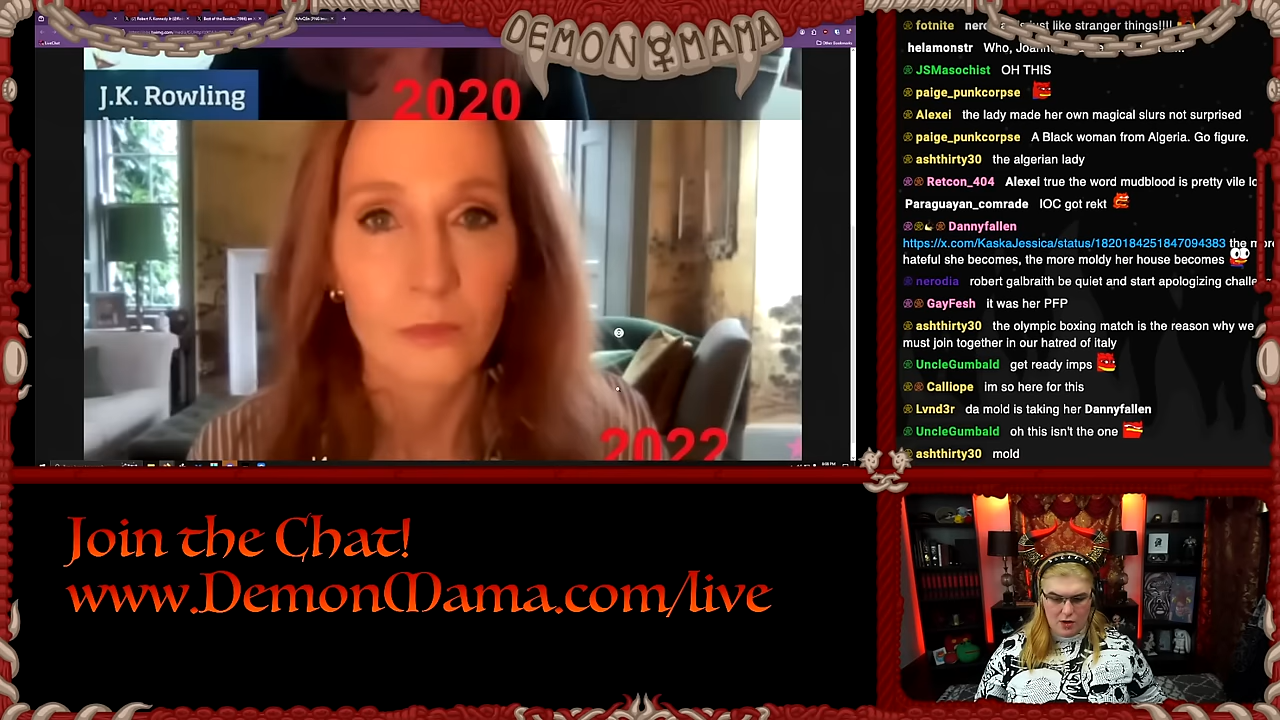 DEMON MAMA
J.K. Rowling
2020
2022
Join the Chat!
www.DemonMama.com/live
fotnite just like stranger things!!!!
helamonstr Who,
JSMasochist OH THIS
paige_punkcorpse
Alexel the lady made her own magical slurs not surprised
paige_punkcorpse A Black woman from Algeria. Go figure.
ashthirty30 the algerian lady
Retcon_404 Alexel true the word mudblood is pretty vile
Paraguayan_comrade IOC got rekt
Dannyfallen
https://x.com/KaskaJessica/status/1820184251847094383 the more
hateful she becomes, the more moldy her house becomes
nerodia robert galbraith be quiet and start apologizing challe
GayFesh it was her PFP
ashthirty30 the olympic boxing match is the reason why we
must join together in our hatred of italy
UncleGumbald get ready imps
Calliope im so here for this
Lvnd3r da mold is taking her Dannyfallen
UncleGumbald oh this isn't the one
ashthirty30 mold